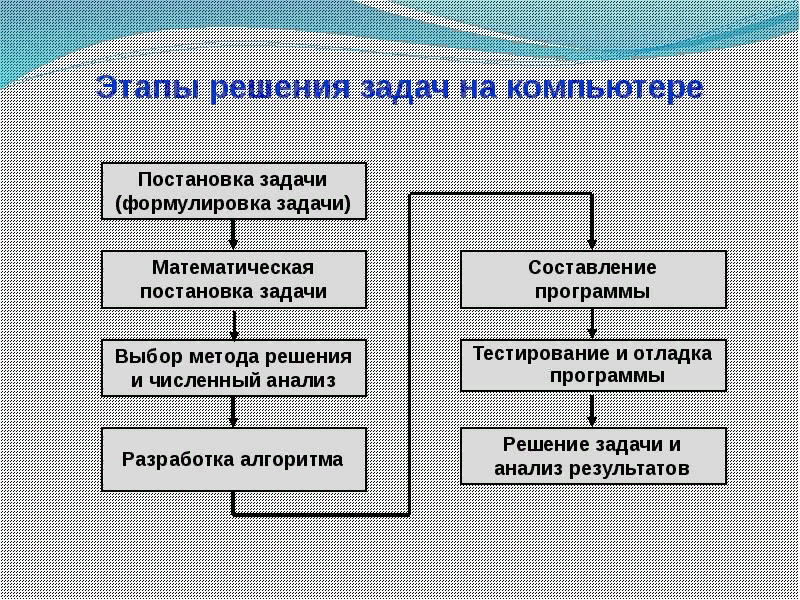 Этапы решения задач на компьютере
Постановка задачи
(формулировка задачи)
Математическая
постановка задачи
Выбор метода решения
и численный анализ
Разработка алгоритма
Составление
программы
Тестирование и отладка
программы
Решение задачи и
анализ результатов